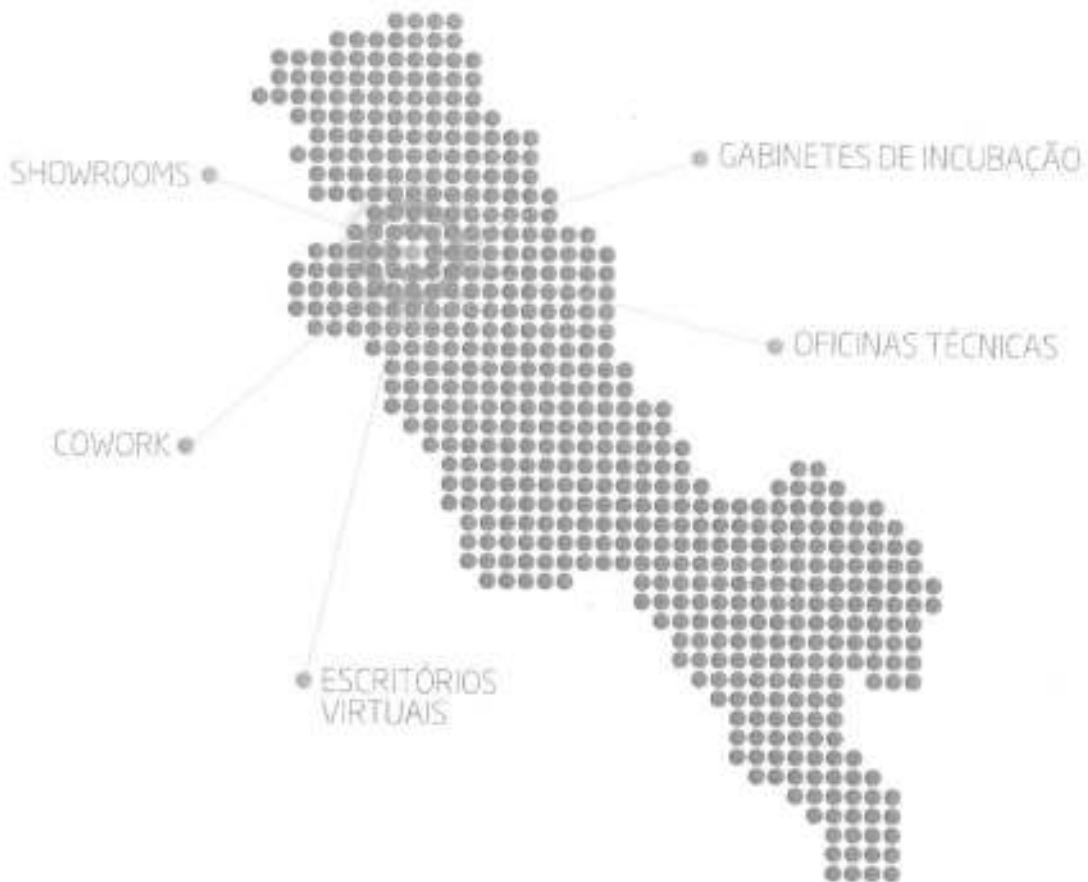 GABINETES DE INCUBAÇÃO
SHOWROOMS
OFICINAS TÉCNICAS
COWORK
ESCRITÓRIOS
VIRTUAIS